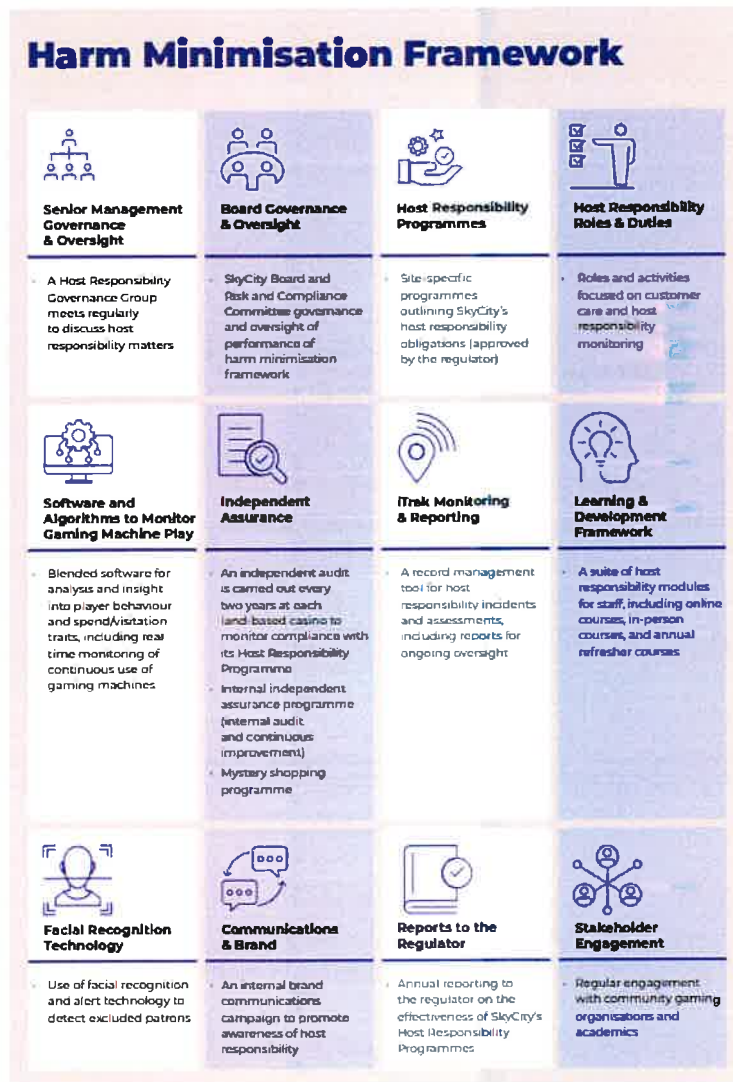 Harm Minimisation Framework
Senior Management
Governance
& Oversight
A Host Responsibility
Governance Group
meets regularly
to discuss host
responsibility matters
Board Governance
& Oversight
SkyCity Board and
Risk and Compliance
Committee governance
and oversight of
performance of
harm minimisation
framework
Host Responsibility
Programmes
Site-specific
programmes
outlining SkyCity's
host responsibility
obligations (approved
by the regulator)
Host Responsibility
Roles & Duties
Roles and activities
focused on customer
care and host
responsibility
monitoring
Software and
Algorithms to Monitor
Gaming Machine Play
Blended software for
analysis and insight
into player behaviour
and spend/visitation
traits, including real
time monitoring of
continuous use of
gaming machines
Independent
Assurance
An independent audit
is carried out every
two years at each
land-based casino to
monitor compliance with
its Host Responsibility
Programme
Internal independent
assurance programme
(internal audit
and continuous
improvement)
Mystery shopping
programme
iTrak Monitoring
& Reporting
A record management
tool for host
responsibility incidents
and assessments,
including reports for
ongoing oversight
Learning &
Development
Framework
A suite of host
responsibility modules
for staff, including online
courses, in-person
courses, and annual
refresher courses
Facial Recognition
Technology
Use of facial recognition
and alert technology to
detect excluded patrons
Communications
& Brand
An internal brand
communications
campaign to promote
awareness of host
responsibility
Reports to the
Regulator
Annual reporting to
the regulator on the
effectiveness of SkyCity's
Host Responsibility
Programmes
Stakeholder
Engagement
Regular engagement
with community gaming
organisations and
academics